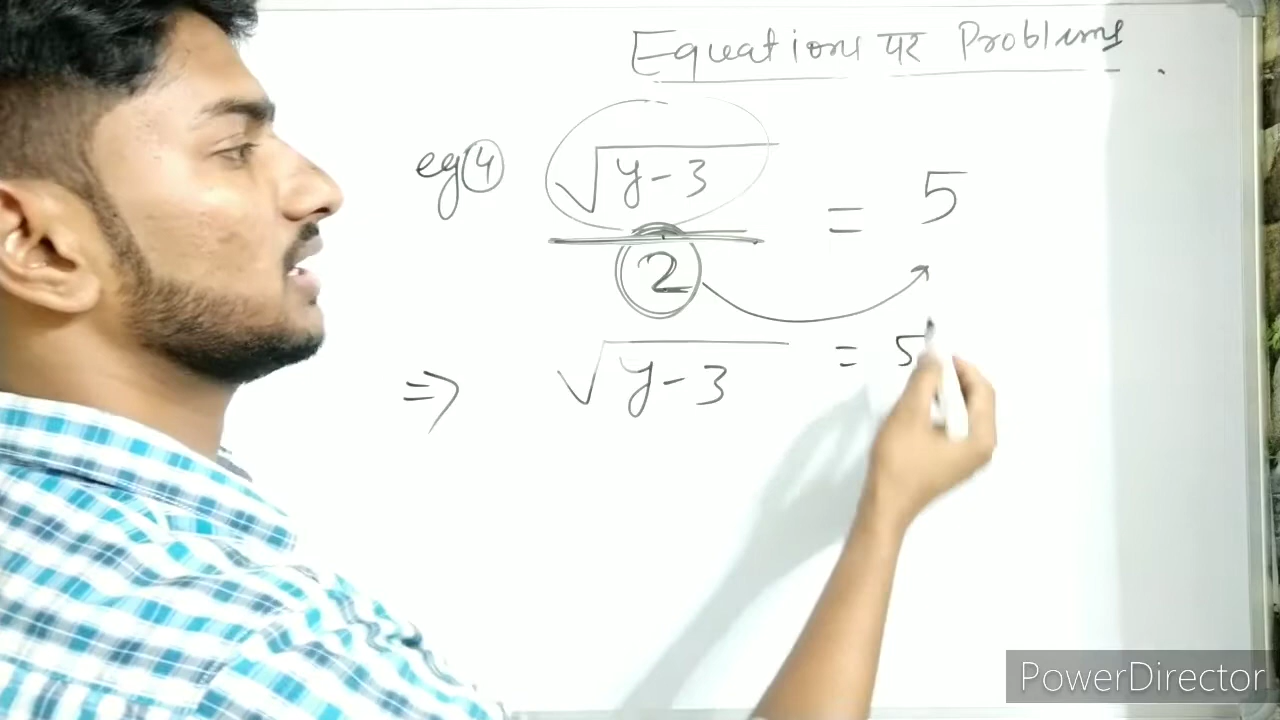 Equations पर Problems
eg ④ √(y-3) / 2 = 5
⇒ √(y-3) = 5
PowerDirector